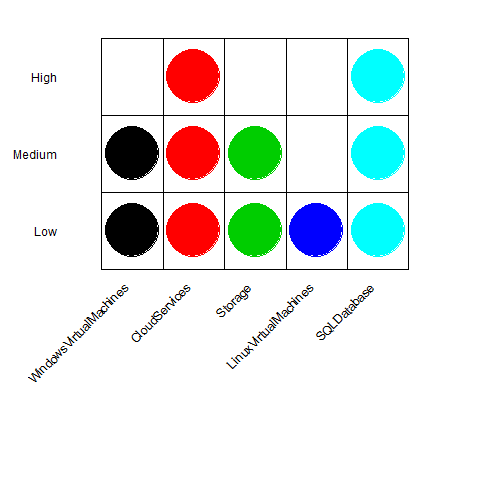 High
Medium
Low
WindowsVirtualMachines
CloudServices
Storage
LinuxVirtualMachines
SQLDatabase